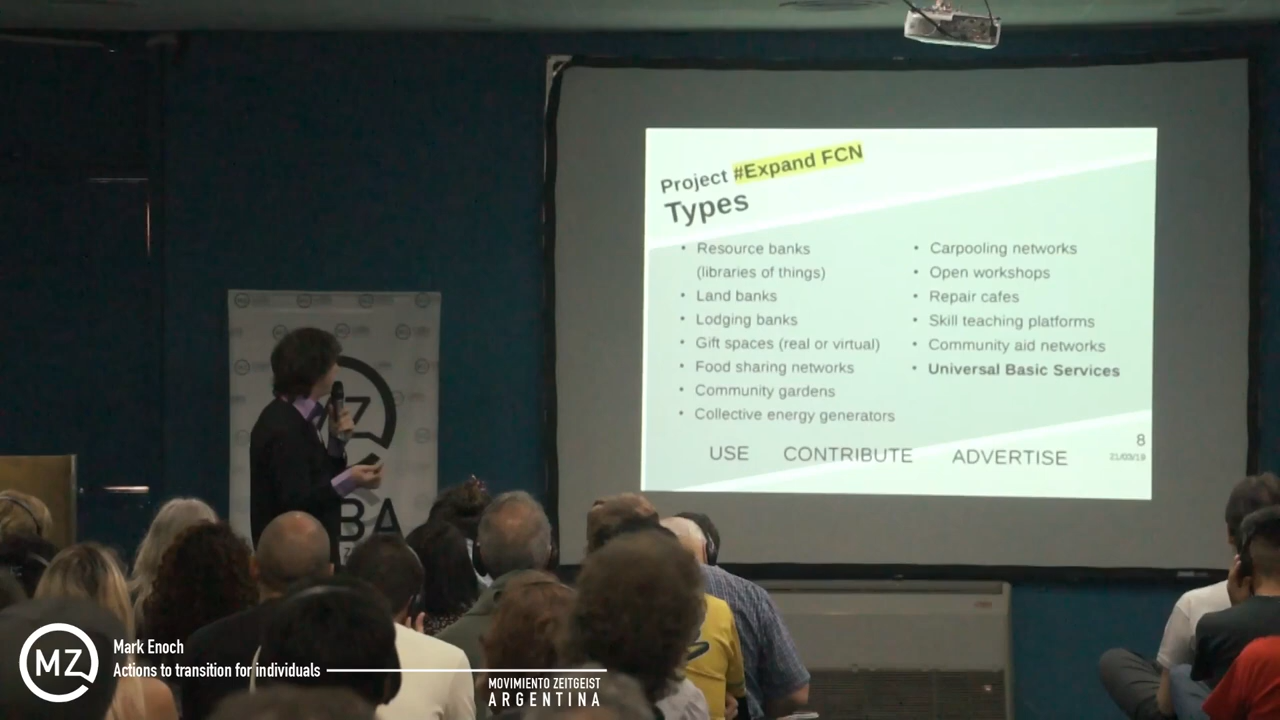 Project #Expand FCN
Types
• Resource banks
(libraries of things)
• Land banks
• Lodging banks
• Gift spaces (real or virtual)
• Food sharing networks
• Community gardens
• Collective energy generators
• Carpooling networks
• Open workshops
• Repair cafes
• Skill teaching platforms
• Community aid networks
• Universal Basic Services
USE CONTRIBUTE ADVERTISE
8
21/03/19
MZ
BA
MZ
Mark Enoch
Actions to transition for individuals
MOVIMIENTO ZEITGEIST
ARGENTINA